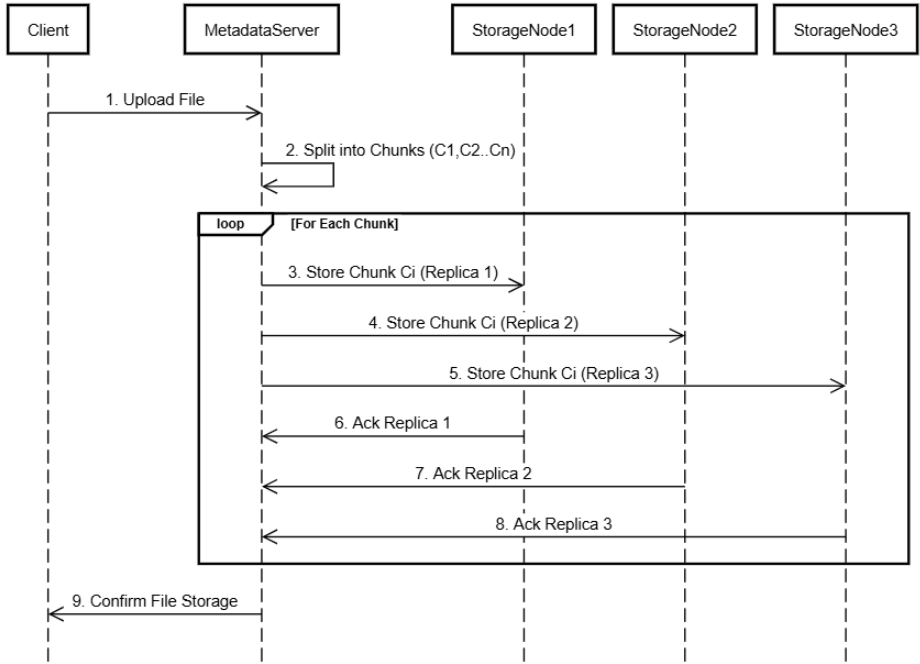 Client
MetadataServer
StorageNode1
StorageNode2
StorageNode3
1. Upload File
2. Split into Chunks (C1,C2..Cn)
loop
[For Each Chunk]
3. Store Chunk Ci (Replica 1)
4. Store Chunk Ci (Replica 2)
5. Store Chunk Ci (Replica 3)
6. Ack Replica 1
7. Ack Replica 2
8. Ack Replica 3
9. Confirm File Storage